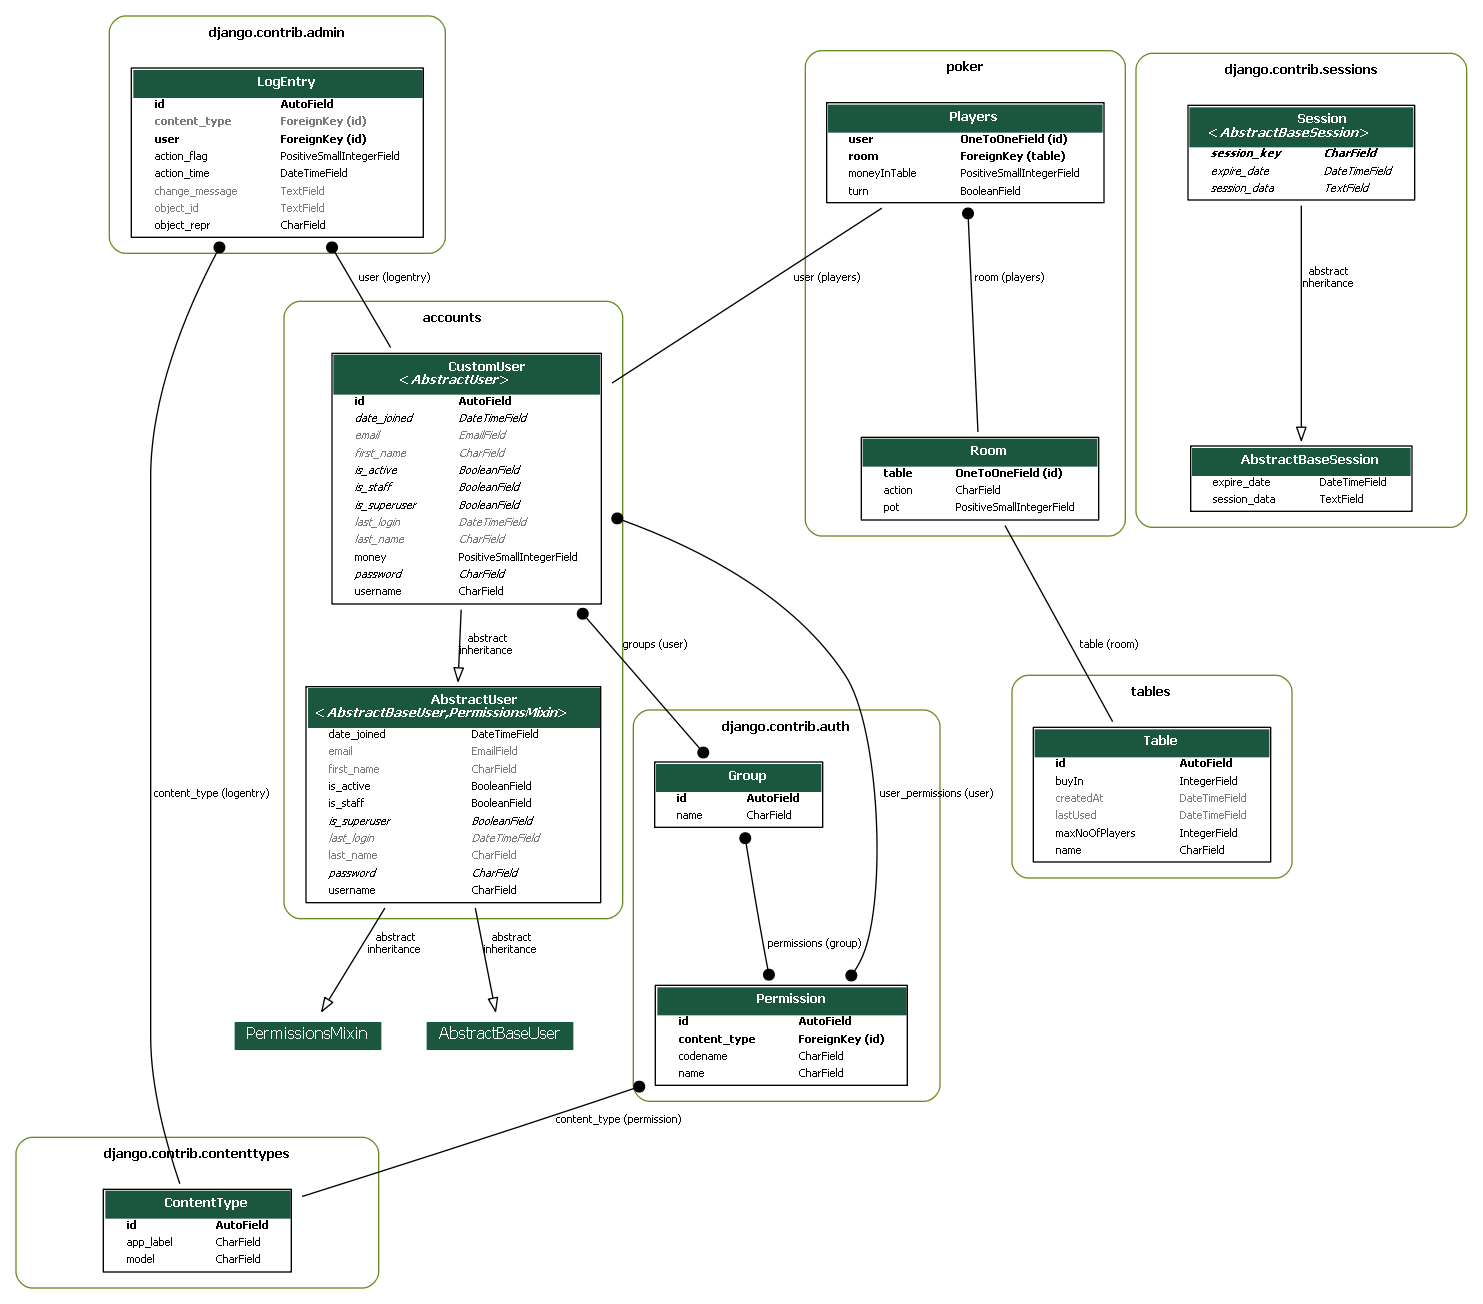 django.contrib.admin
LogEntry
id AutoField
content_type ForeignKey (id)
user ForeignKey (id)
action_flag PositiveSmallIntegerField
action_time DateTimeField
change_message TextField
object_id TextField
object_repr CharField
poker
Players
user OneToOneField (id)
room ForeignKey (table)
moneyInTable PositiveSmallIntegerField
turn BooleanField
django.contrib.sessions
Session
<AbstractBaseSession>
session_key CharField
expire_date DateTimeField
session_data TextField
user (logentry)
user (players)
room (players)
abstract
nheritance
accounts
CustomUser
<AbstractUser>
id AutoField
date_joined DateTimeField
email EmailField
first_name CharField
is_active BooleanField
is_staff BooleanField
is_superuser BooleanField
last_login DateTimeField
last_name CharField
money PositiveSmallIntegerField
password CharField
username CharField
Room
table OneToOneField (id)
action CharField
pot PositiveSmallIntegerField
AbstractBaseSession
expire_date DateTimeField
session_data TextField
abstract
inheritance
groups (user)
table (room)
AbstractUser
<AbstractBaseUser,PermissionsMixin>
date_joined DateTimeField
email EmailField
first_name CharField
is_active BooleanField
is_staff BooleanField
is_superuser BooleanField
last_login DateTimeField
last_name CharField
password CharField
username CharField
django.contrib.auth
Group
id AutoField
name CharField
tables
Table
id AutoField
buyIn IntegerField
createdAt DateTimeField
lastUsed DateTimeField
maxNoOfPlayers IntegerField
name CharField
content_type (logentry)
user_permissions (user)
abstract
inheritance
abstract
inheritance
permissions (group)
PermissionsMixin
AbstractBaseUser
Permission
id AutoField
content_type ForeignKey (id)
codename CharField
name CharField
content_type (permission)
django.contrib.contenttypes
ContentType
id AutoField
app_label CharField
model CharField